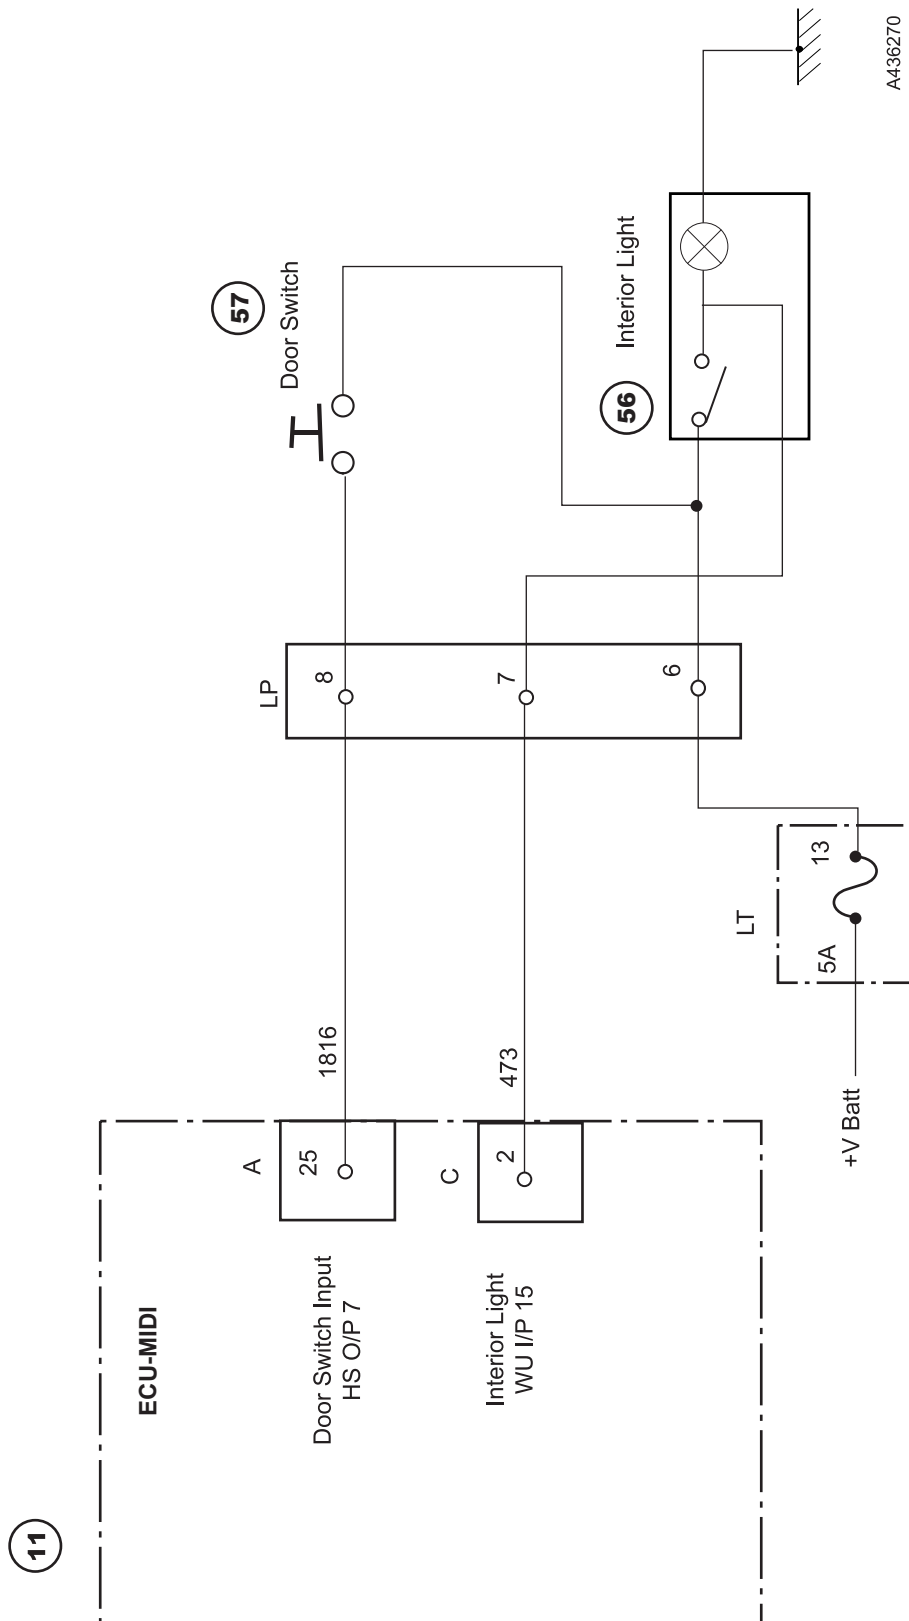 11
ECU-MIDI
Door Switch Input
HS O/P 7
A
25
1816
LP
8
57
Door Switch
Interior Light
WU I/P 15
C
2
473
7
6
56
Interior Light
+V Batt
LT
5A
13
A436270